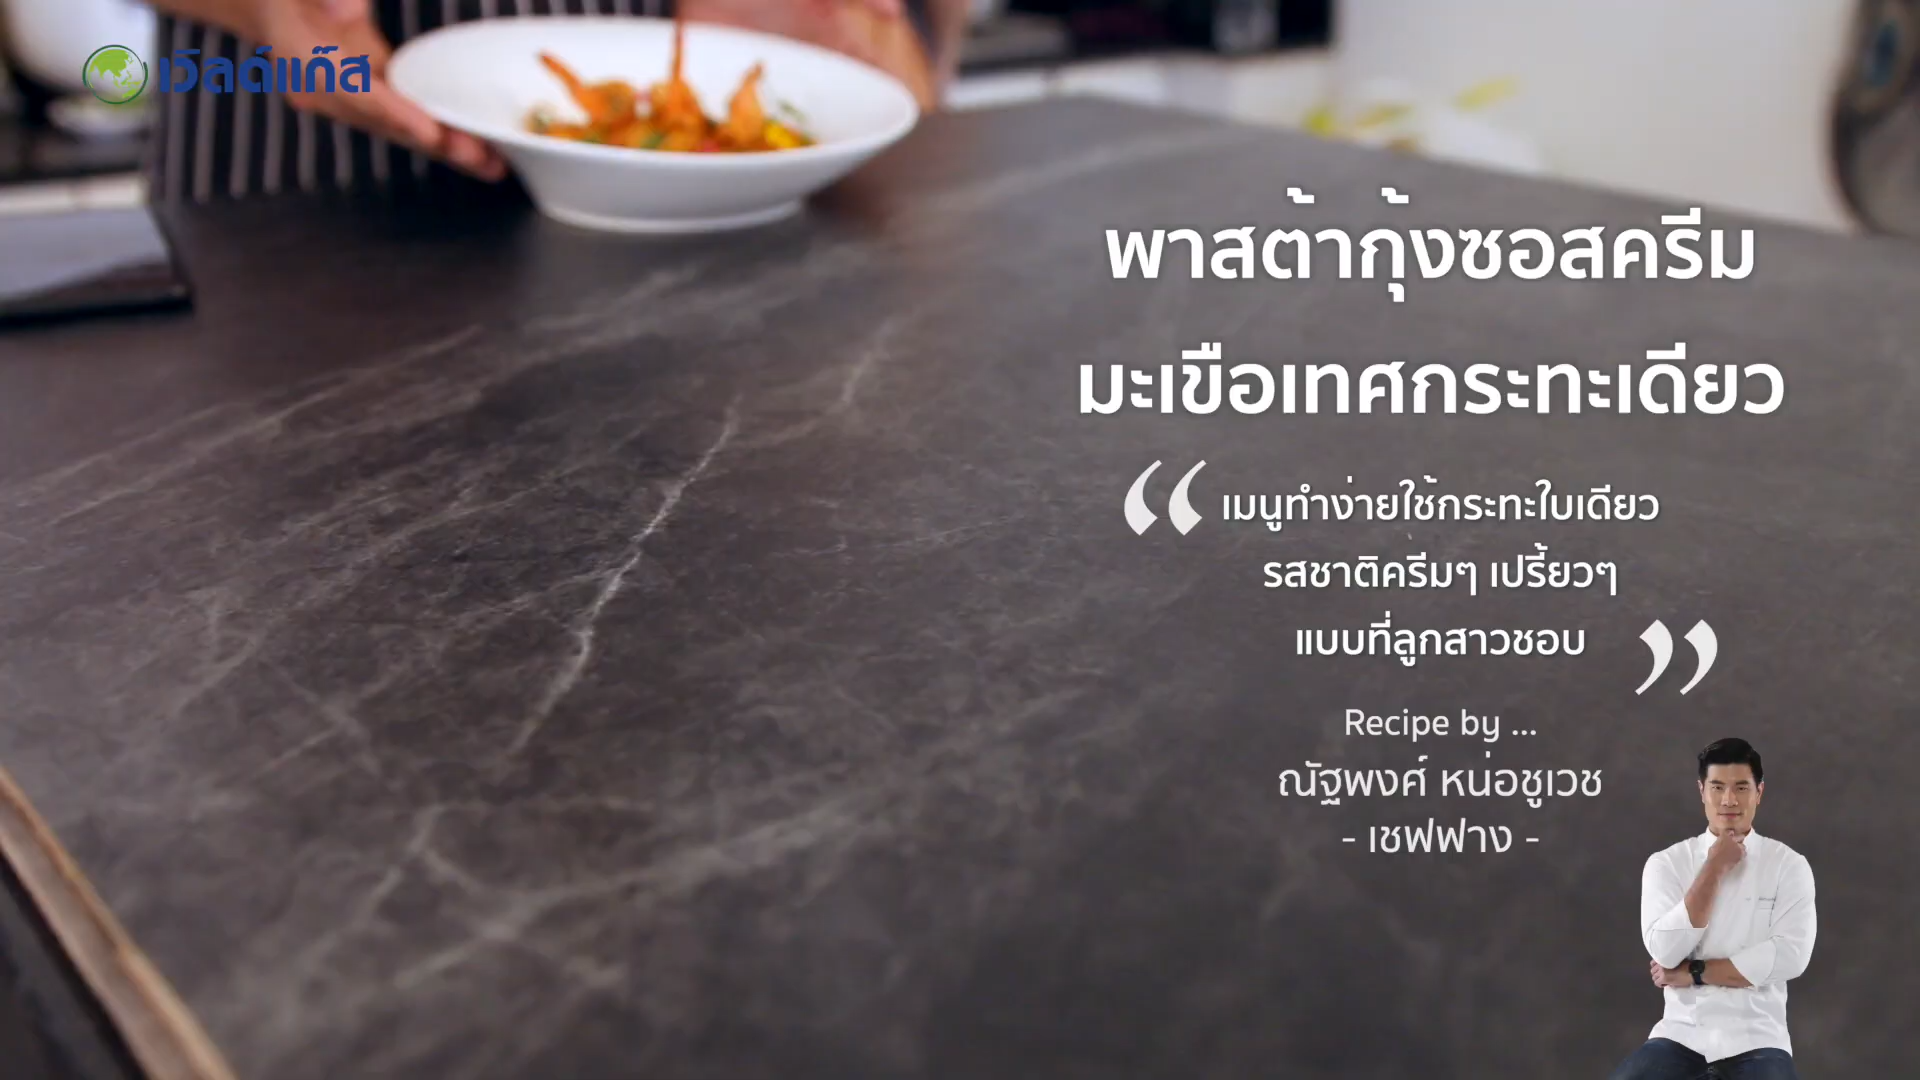 เวิลด์แก๊ส
พาสต้ากุ้งซอสครีม
มะเขือเทศกระทะเดียว
“ เมนูทำง่ายใช้กระทะใบเดียว
รสชาติครีมๆ เปรี้ยวๆ
แบบที่ลูกสาวชอบ ”
Recipe by ...
ณัฐพงศ์ หน่อชูเวช
- เชฟฟาง -